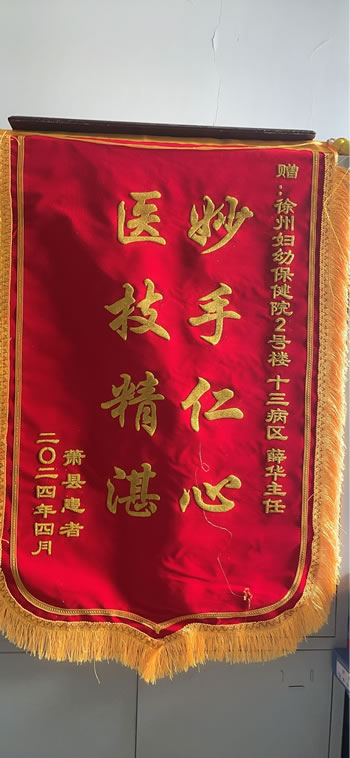 赠：徐州妇幼保健院2号楼 十三病区 薛华主任
妙手仁心
医技精湛
萧县患者
二〇二四年四月